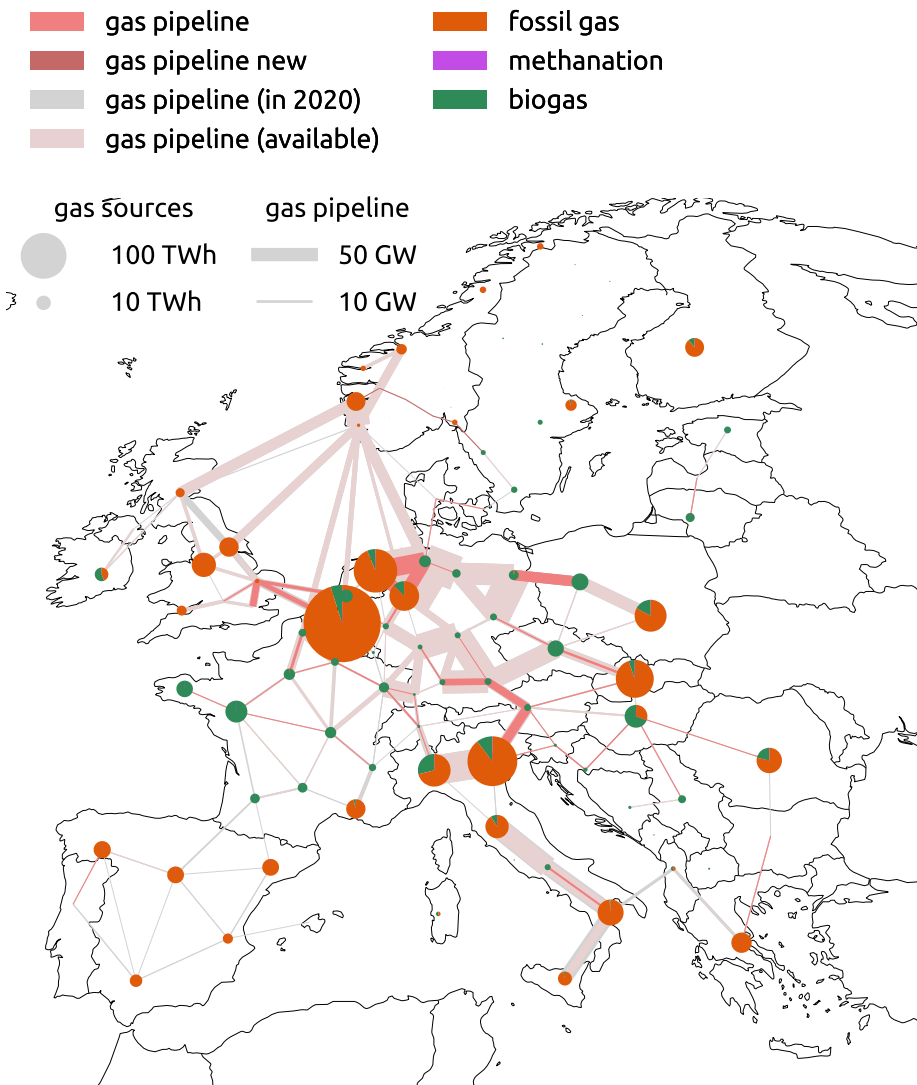 gas pipeline
gas pipeline new
gas pipeline (in 2020)
gas pipeline (available)
fossil gas
methanation
biogas
gas sources
100 TWh
10 TWh
gas pipeline
50 GW
10 GW